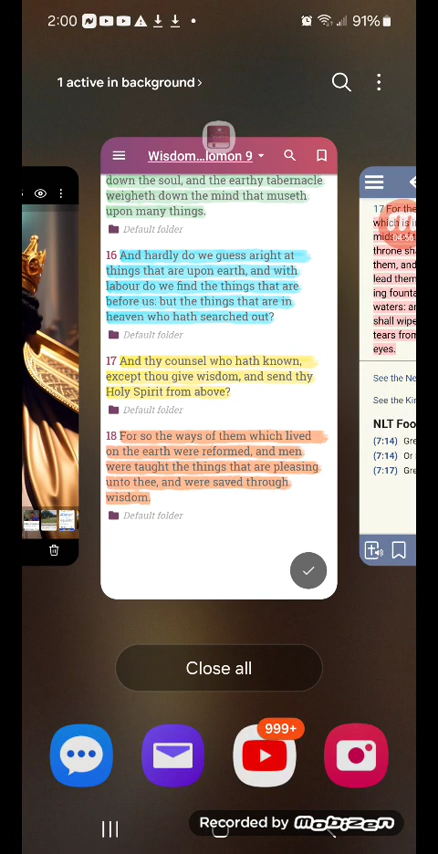 2:00
91%
1 active in background ›
Wisdom...lomon 9
down the soul, and the earthy tabernacle
weigheth down the mind that museth
upon many things.
Default folder
16 And hardly do we guess aright at
things that are upon earth, and with
labour do we find the things that are
before us: but the things that are in
heaven who hath searched out?
Default folder
17 And thy counsel who hath known,
except thou give wisdom, and send thy
Holy Spirit from above?
Default folder
18 For so the ways of them which lived
on the earth were reformed, and men
were taught the things that are pleasing
unto thee, and were saved through
wisdom.
Default folder
17 For the
which is i
throne sh
them, and
lead them
ing founta
waters: ar
shall wipe
tears from
eyes.
See the Ne
See the Ki
NLT Foo
(7:14) Gre
(7:14) Or
(7:17) Gre
Close all
999+
Recorded by mobizen